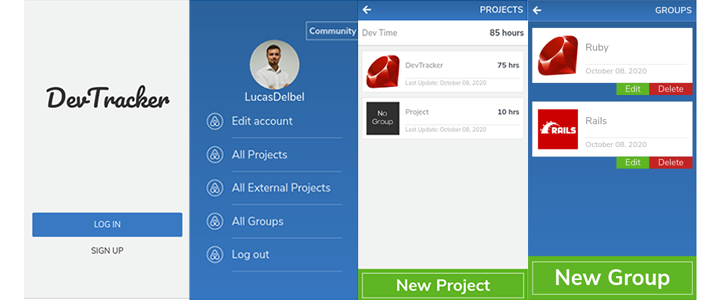 DevTracker
LOG IN
SIGN UP
Community
LucasDelbel
Edit account
All Projects
All External Projects
All Groups
Log out
PROJECTS
Dev Time 85 hours
DevTracker 75 hrs
Last Update: October 08, 2020
No
Group
Project 10 hrs
Last Update: October 08, 2020
New Project
GROUPS
Ruby
October 08, 2020
Edit Delete
RAILS
Rails
October 08, 2020
Edit Delete
New Group